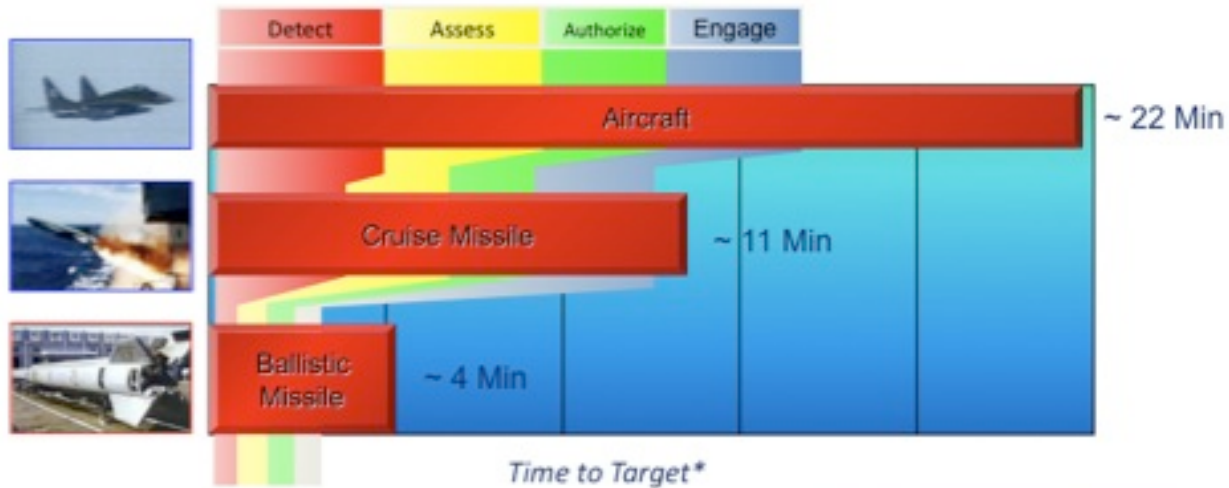 Detect
Assess
Authorize
Engage
Aircraft
~ 22 Min
Cruise Missile
~ 11 Min
Ballistic
Missile
~ 4 Min
Time to Target*